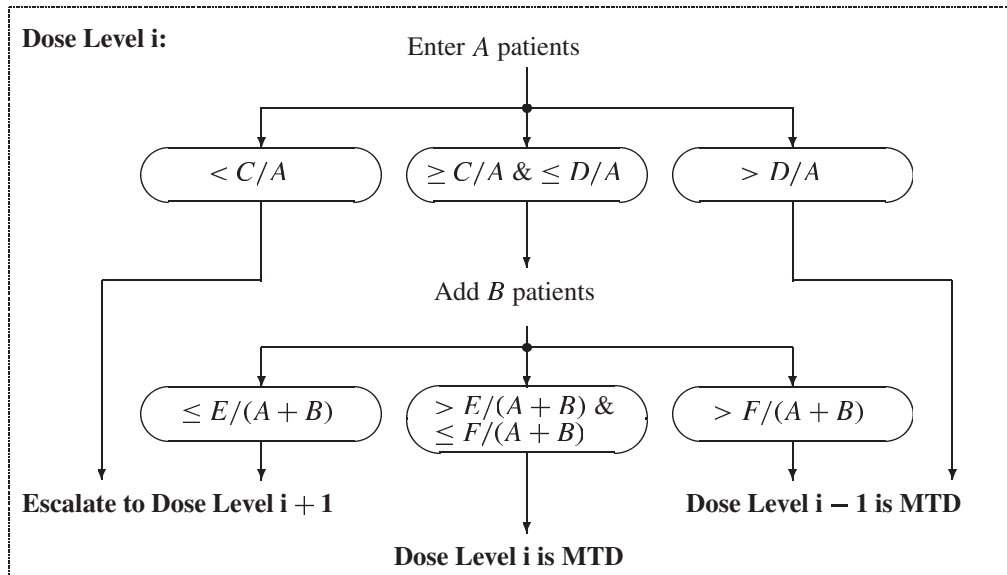 Dose Level i:
Enter A patients
< C/A
≥ C/A & ≤ D/A
> D/A
Add B patients
≤ E/(A + B)
> E/(A + B) &
≤ F/(A + B)
> F/(A + B)
Escalate to Dose Level i + 1
Dose Level i − 1 is MTD
Dose Level i is MTD